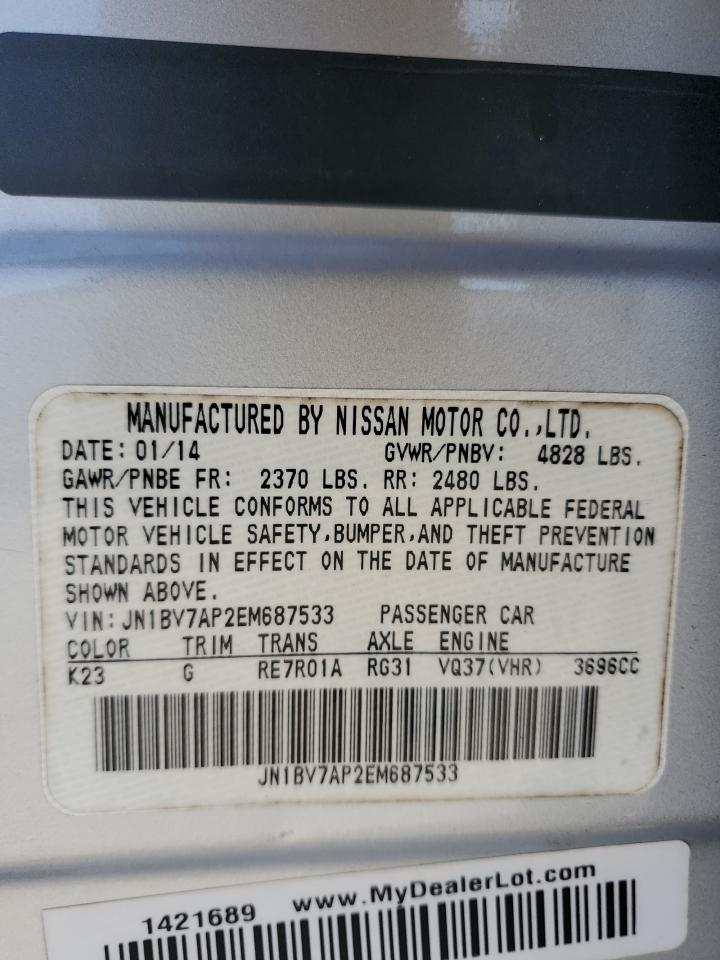 MANUFACTURED BY NISSAN MOTOR CO.,LTD.
DATE: 01/14 GVWR/PNBV: 4828 LBS.
GAWR/PNBE FR: 2370 LBS. RR: 2480 LBS.
THIS VEHICLE CONFORMS TO ALL APPLICABLE FEDERAL
MOTOR VEHICLE SAFETY,BUMPER,AND THEFT PREVENTION
STANDARDS IN EFFECT ON THE DATE OF MANUFACTURE
SHOWN ABOVE.
VIN: JN1BV7AP2EM687533 PASSENGER CAR
COLOR TRIM TRANS AXLE ENGINE
K23 G RE7R01A RG31 VQ37(VHR) 3696CC
JN1BV7AP2EM687533
1421689 www.MyDealerLot.com